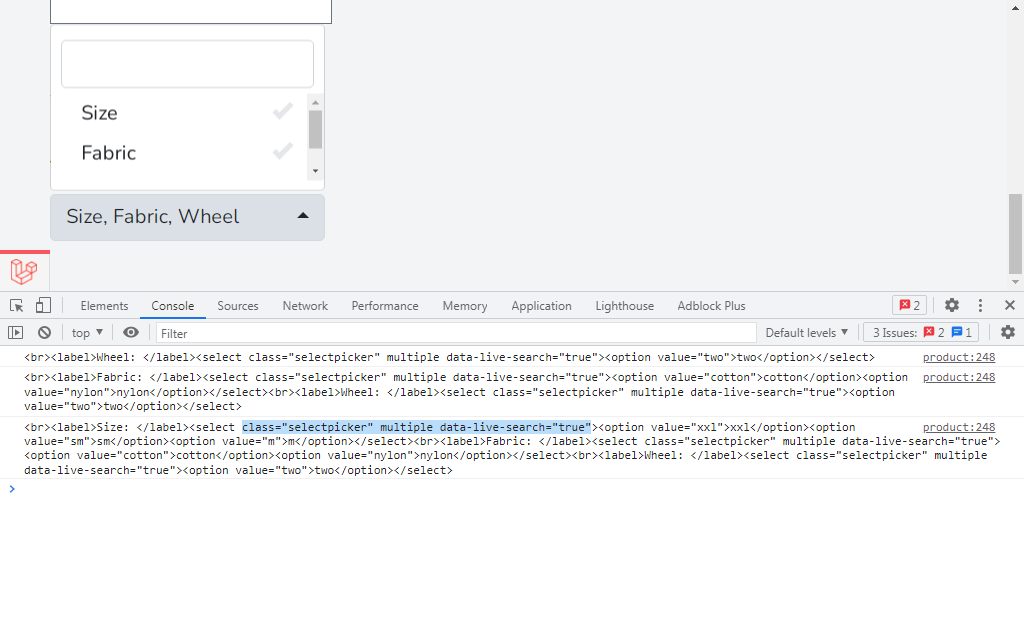 Size
Fabric
Size, Fabric, Wheel
Elements Console Sources Network Performance Memory Application Lighthouse Adblock Plus 2
top Filter Default levels 3 Issues: 2 1
<br><label>Wheel: </label><select class="selectpicker" multiple data-live-search="true"><option value="two">two</option></select> product:248
<br><label>Fabric: </label><select class="selectpicker" multiple data-live-search="true"><option value="cotton">cotton</option><option product:248
value="nylon">nylon</option></select><br><label>Wheel: </label><select class="selectpicker" multiple data-live-search="true"><option
value="two">two</option></select>
<br><label>Size: </label><select class="selectpicker" multiple data-live-search="true"><option value="xxl">xxl</option><option product:248
value="sm">sm</option><option value="m">m</option></select><br><label>Fabric: </label><select class="selectpicker" multiple data-live-search="true">
<option value="cotton">cotton</option><option value="nylon">nylon</option></select><br><label>Wheel: </label><select class="selectpicker" multiple
data-live-search="true"><option value="two">two</option></select>